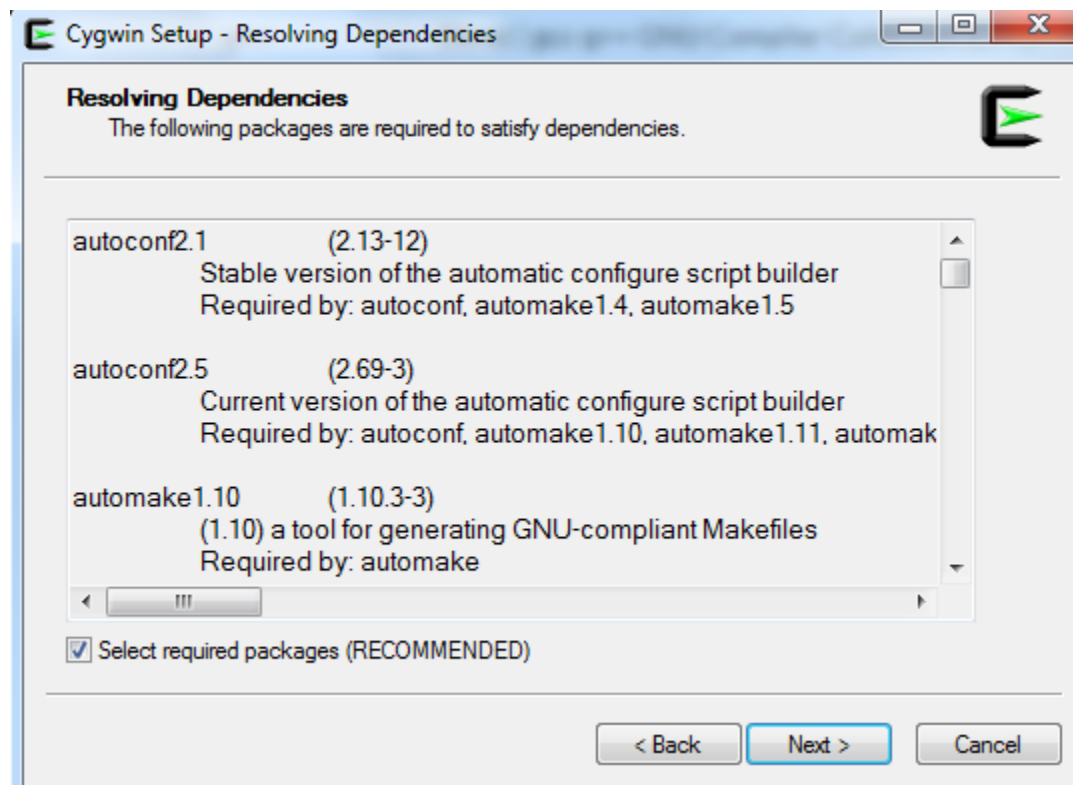 Cygwin Setup - Resolving Dependencies
Resolving Dependencies
The following packages are required to satisfy dependencies.
autoconf2.1 (2.13-12)
Stable version of the automatic configure script builder
Required by: autoconf, automake1.4, automake1.5
autoconf2.5 (2.69-3)
Current version of the automatic configure script builder
Required by: autoconf, automake1.10, automake1.11, automak
automake1.10 (1.10.3-3)
(1.10) a tool for generating GNU-compliant Makefiles
Required by: automake
Select required packages (RECOMMENDED)
< Back Next > Cancel